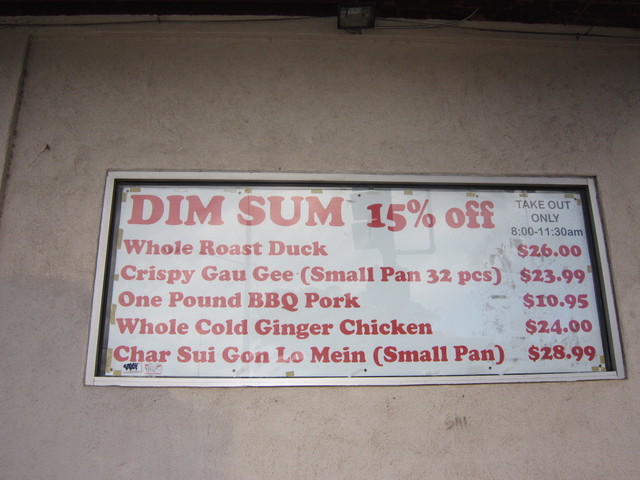 DIM SUM 15% off
TAKE OUT
ONLY
8:00-11:30am
Whole Roast Duck $26.00
Crispy Gau Gee (Small Pan 32 pcs) $23.99
One Pound BBQ Pork $10.95
Whole Cold Ginger Chicken $24.00
Char Sui Gon Lo Mein (Small Pan) $28.99